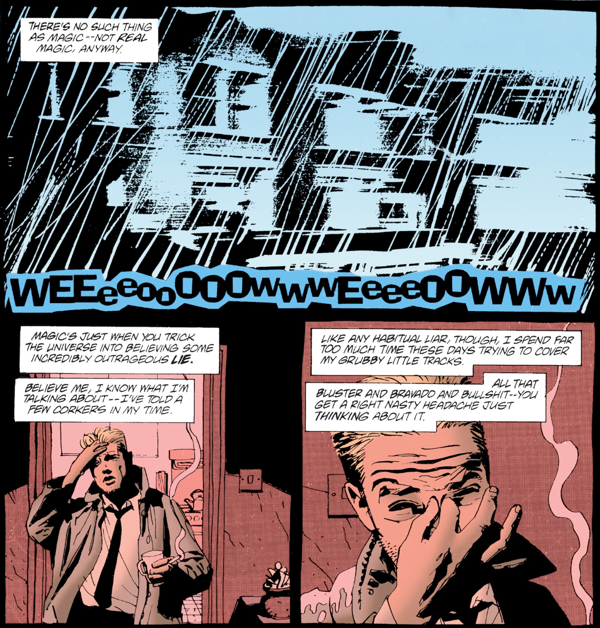 THERE'S NO SUCH THING
AS MAGIC--NOT REAL
MAGIC, ANYWAY.
WEEeeeooOOOOwwwWEeeeeOOWWWw
MAGIC'S JUST WHEN YOU TRICK
THE UNIVERSE INTO BELIEVING SOME
INCREDIBLY OUTRAGEOUS LIE.
BELIEVE ME, I KNOW WHAT I'M
TALKING ABOUT--I'VE TOLD A
FEW CORKERS IN MY TIME.
LIKE ANY HABITUAL LIAR, THOUGH, I SPEND FAR
TOO MUCH TIME THESE DAYS TRYING TO COVER
MY GRUBBY LITTLE TRACKS.
ALL THAT
BLUSTER AND BRAVADO AND BULLSHIT--YOU
GET A RIGHT NASTY HEADACHE JUST
THINKING ABOUT IT.